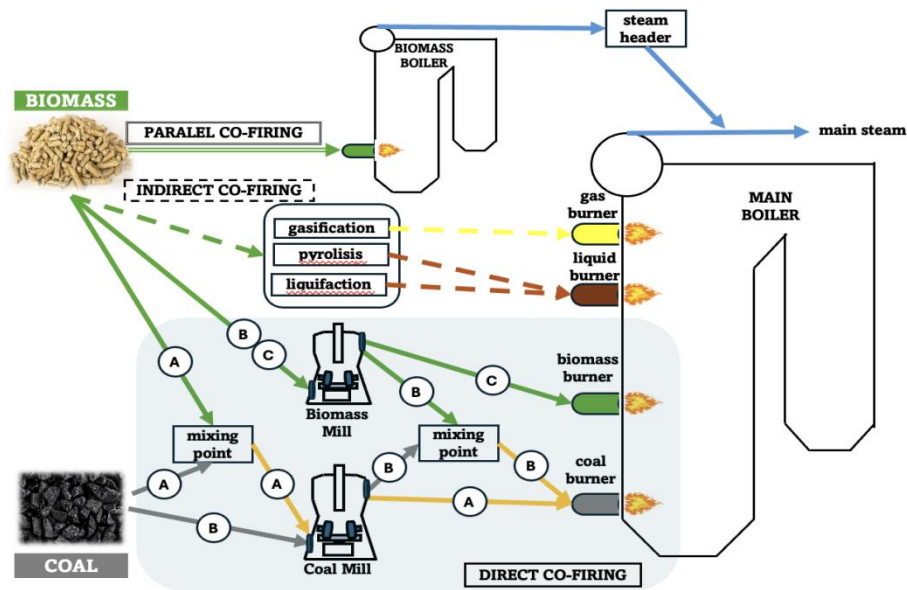 steam
header
BIOMASS
BOILER
BIOMASS
PARALEL CO-FIRING
main steam
INDIRECT CO-FIRING
gas
burner
MAIN
BOILER
gasification
pyrolisis
liquifaction
liquid
burner
A
B
C
biomass
burner
C
B
Biomass
Mill
mixing
point
mixing
point
A
A
B
B
coal
burner
A
B
Coal Mill
COAL
DIRECT CO-FIRING